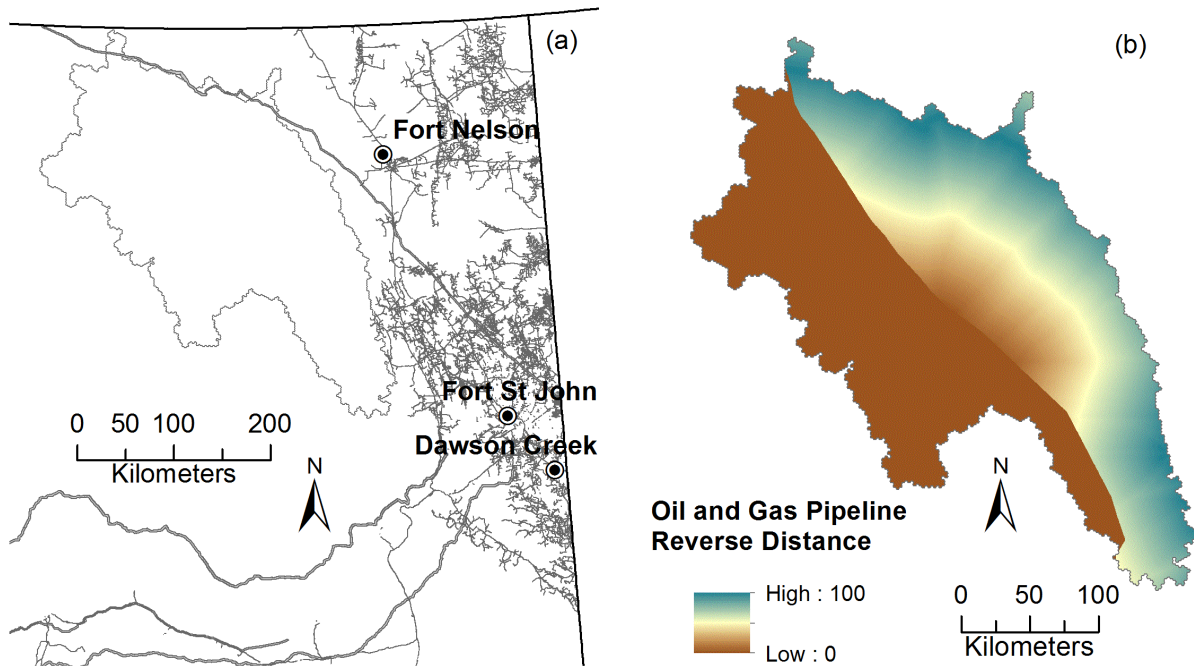 (a)
Fort Nelson
Fort St John
Dawson Creek
0 50 100 200
Kilometers
N
(b)
N
Oil and Gas Pipeline
Reverse Distance
High : 100
Low : 0
0 50 100
Kilometers